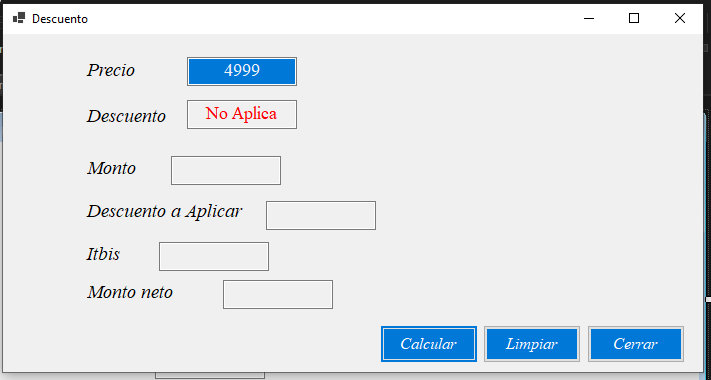 Descuento
Precio 4999
Descuento No Aplica
Monto
Descuento a Aplicar
Itbis
Monto neto
Calcular Limpiar Cerrar